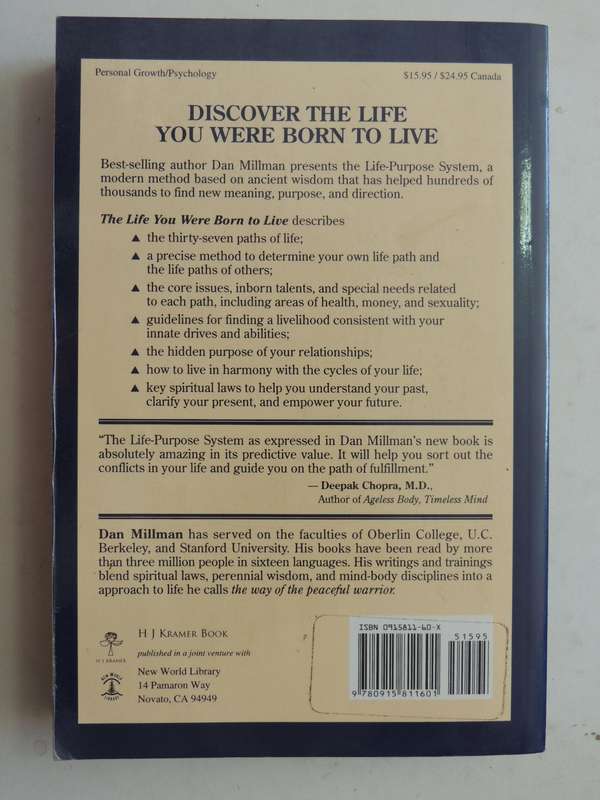 Personal Growth/Psychology
$15.95 / $24.95 Canada
DISCOVER THE LIFE
YOU WERE BORN TO LIVE
Best-selling author Dan Millman presents the Life-Purpose System, a
modern method based on ancient wisdom that has helped hundreds of
thousands to find new meaning, purpose, and direction.
The Life You Were Born to Live describes
▲ the thirty-seven paths of life;
▲ a precise method to determine your own life path and
the life paths of others;
▲ the core issues, inborn talents, and special needs related
to each path, including areas of health, money, and sexuality;
▲ guidelines for finding a livelihood consistent with your
innate drives and abilities;
▲ the hidden purpose of your relationships;
▲ how to live in harmony with the cycles of your life;
▲ key spiritual laws to help you understand your past,
clarify your present, and empower your future.
“The Life-Purpose System as expressed in Dan Millman's new book is
absolutely amazing in its predictive value. It will help you sort out the
conflicts in your life and guide you on the path of fulfillment.”
— Deepak Chopra, M.D.,
Author of Ageless Body, Timeless Mind
Dan Millman has served on the faculties of Oberlin College, U.C.
Berkeley, and Stanford University. His books have been read by more
than three million people in sixteen languages. His writings and trainings
blend spiritual laws, perennial wisdom, and mind-body disciplines into a
approach to life he calls the way of the peaceful warrior.
H J KRAMER
H J KRAMER BOOK
published in a joint venture with
NEW WORLD LIBRARY
New World Library
14 Pamaron Way
Novato, CA 94949
ISBN 0915811-60-X
51595
9 780915 811601